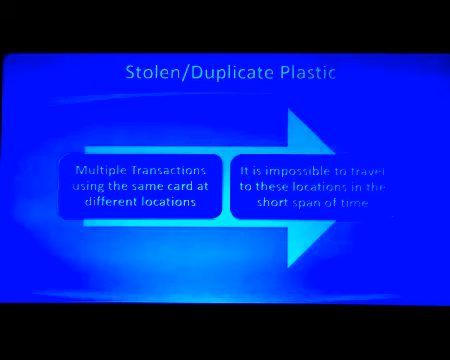 Stolen/Duplicate Plastic
Multiple Transactions
using the same card at
different locations
It is impossible to travel
to these locations in the
short span of time